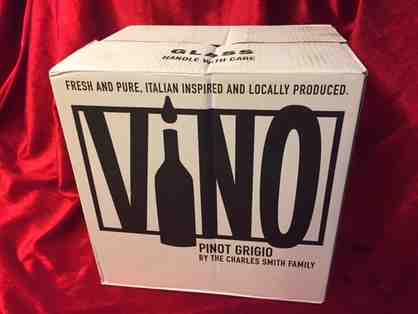 GLASS
HANDLE WITH CARE
FRESH AND PURE, ITALIAN INSPIRED AND LOCALLY PRODUCED.
ViNO
PINOT GRIGIO
BY THE CHARLES SMITH FAMILY